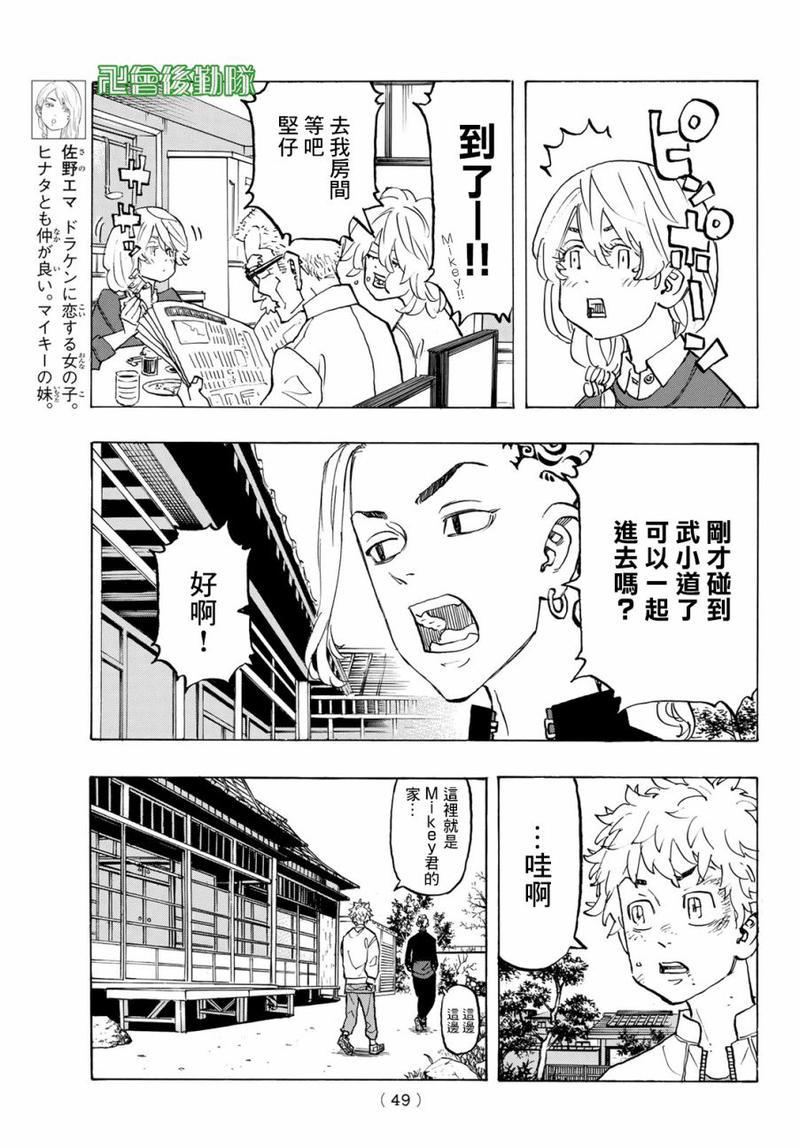 卍會後勤隊
ピンポーン
到了ー!!
Mikey!!
去我房間
等吧
堅仔
佐野エマ ドラケンに恋する女の子。
ヒナタとも仲が良い。マイキーの妹。
剛才碰到
武小道了
可以一起
進去嗎？
好啊！
…哇啊
這裡就是
Mikey君的
家…
這邊
這邊
（49）